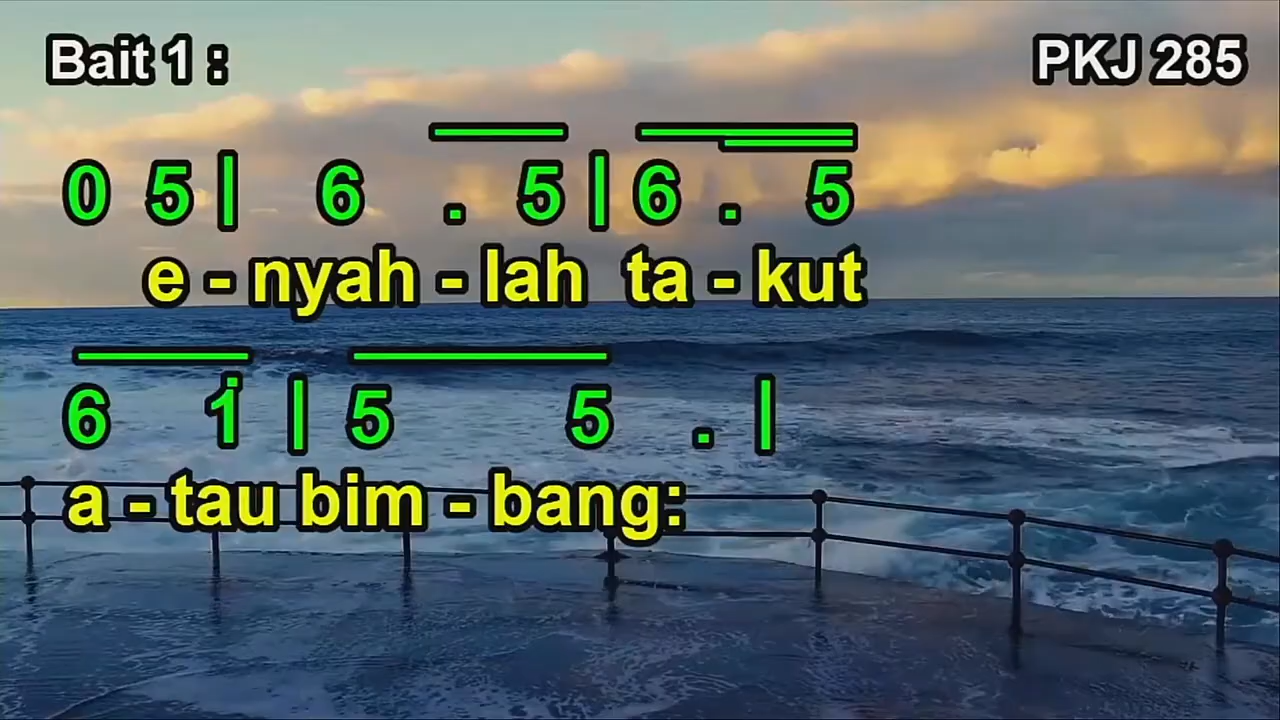 Bait 1 :
PKJ 285
0 5 | 6 . 5 | 6 . 5
e - nyah - lah ta - kut
6 1̇ | 5 5 . |
a - tau bim - bang: